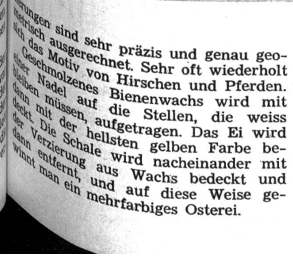 sind sehr präzis und genau geo-
metrisch ausgerechnet. Sehr oft wiederholt
sich das Motiv von Hirschen und Pferden.
Geschmolzenes Bienenwachs wird mit
einer Nadel auf die Stellen, die weiss
bleiben müssen, aufgetragen. Das Ei wird
dann mit der hellsten gelben Farbe be-
deckt. Die Schale wird nacheinander mit
der Verzierung aus Wachs bedeckt und
dann entfernt, und auf diese Weise ge-
winnt man ein mehrfarbiges Osterei.